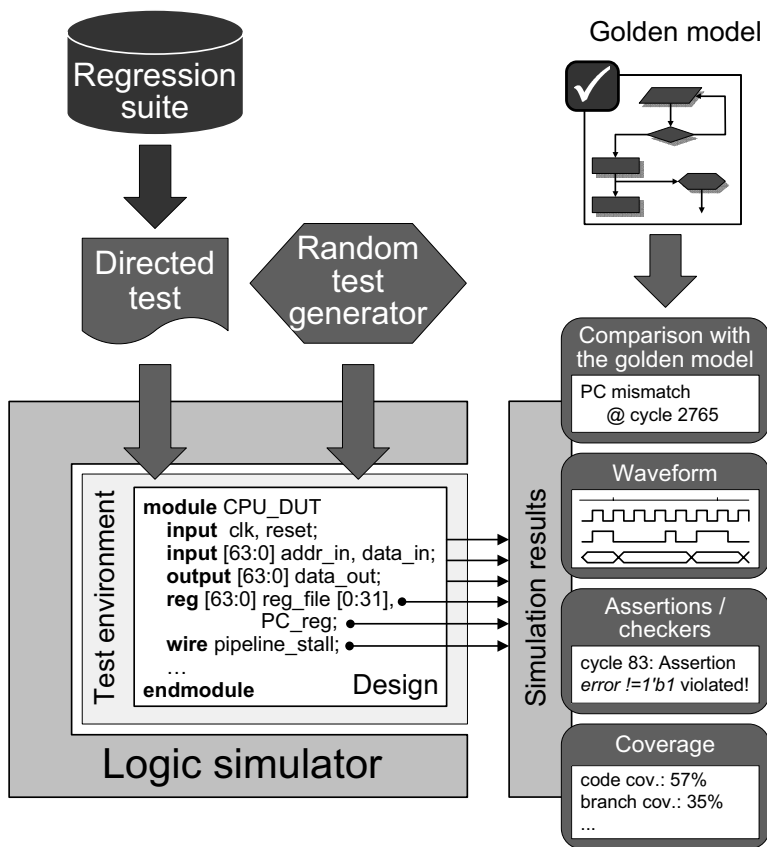 Regression
suite
Golden model
Directed
test
Random
test
generator
Comparison with
the golden model
PC mismatch
@ cycle 2765
Waveform
Test environment
module CPU_DUT
input clk, reset;
input [63:0] addr_in, data_in;
output [63:0] data_out;
reg [63:0] reg_file [0:31],
PC_reg;
wire pipeline_stall;
…
endmodule
Design
Simulation results
Assertions /
checkers
cycle 83: Assertion
error !=1'b1 violated!
Logic simulator
Coverage
code cov.: 57%
branch cov.: 35%
...